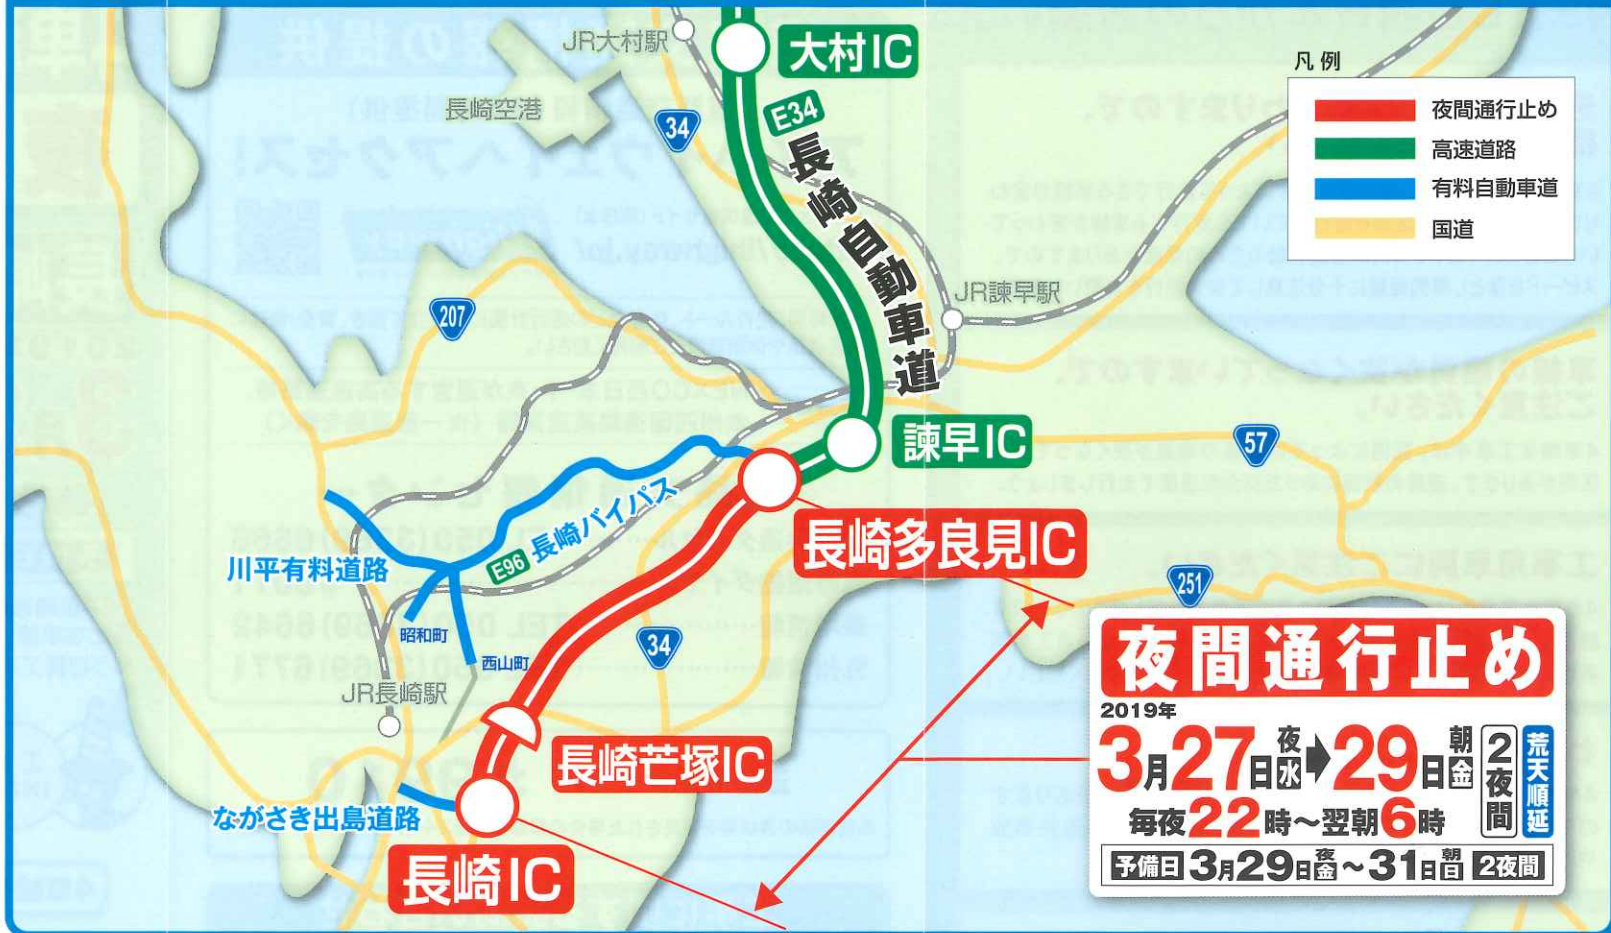 JR大村駅
大村IC
長崎空港
34
E34
長崎自動車道
凡例
夜間通行止め
高速道路
有料自動車道
国道
207
JR諫早駅
諫早IC
57
E96 長崎バイパス
長崎多良見IC
川平有料道路
昭和町
西山町
34
251
JR長崎駅
長崎芒塚IC
ながさき出島道路
長崎IC
夜間通行止め
2019年
3月27日夜水➡29日朝金 2夜間 荒天順延
毎夜22時～翌朝6時
予備日 3月29日夜金～31日朝日 2夜間